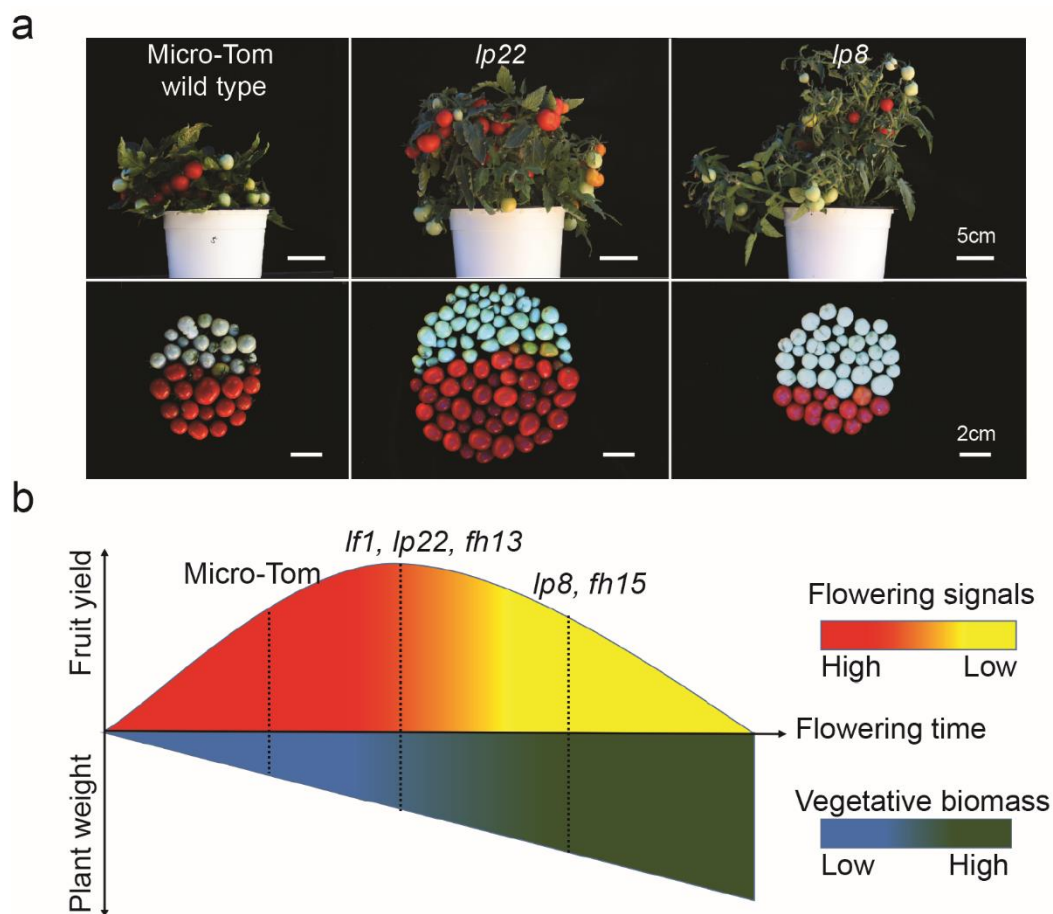 a
Micro-Tom
wild type
lp22
lp8
5cm
2cm
b
lf1, lp22, fh13
Micro-Tom
lp8, fh15
Fruit yield
Plant weight
Flowering signals
High Low
Flowering time
Vegetative biomass
Low High